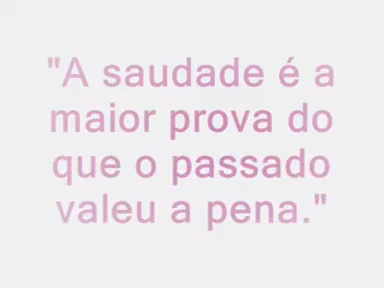 "A saudade é a
maior prova do
que o passado
valeu a pena."